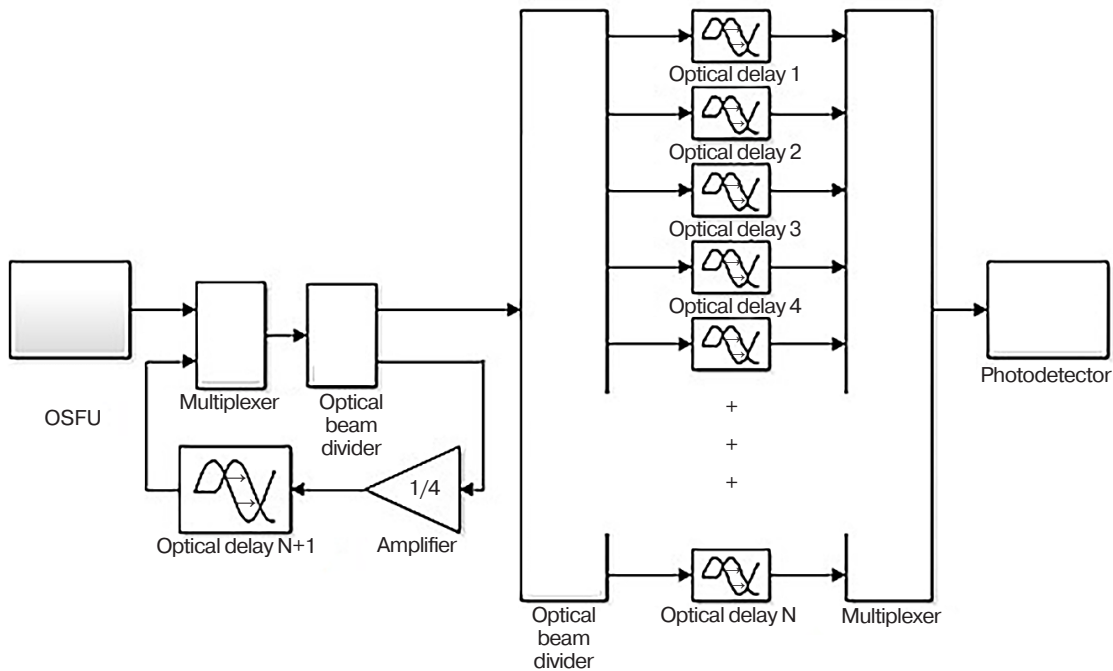 Optical delay 1
Optical delay 2
Optical delay 3
Optical delay 4
OSFU
Multiplexer
Optical
beam
divider
Photodetector
+
+
+
1/4
Optical delay N+1
Amplifier
Optical
beam
divider
Optical delay N
Multiplexer